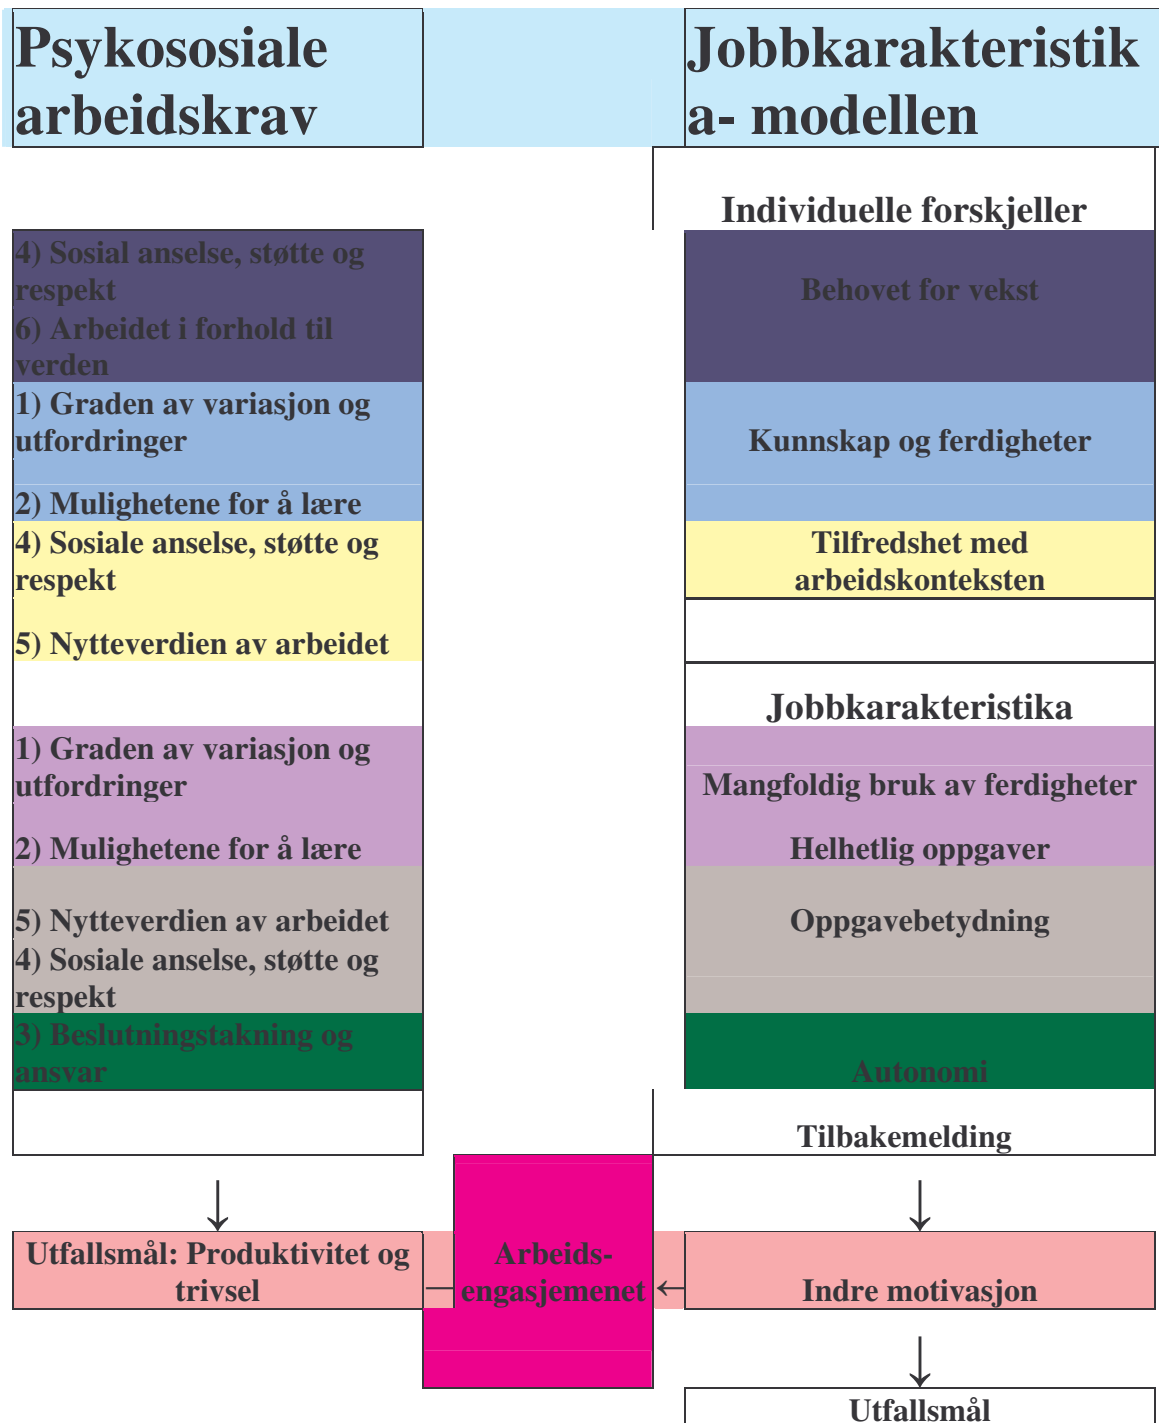 Psykososiale
arbeidskrav
Jobbkarakteristik
a- modellen
Individuelle forskjeller
4) Sosial anselse, støtte og
respekt
6) Arbeidet i forhold til
verden
Behovet for vekst
1) Graden av variasjon og
utfordringer
2) Mulighetene for å lære
Kunnskap og ferdigheter
4) Sosiale anselse, støtte og
respekt
5) Nytteverdien av arbeidet
Tilfredshet med
arbeidskonteksten
Jobbkarakteristika
1) Graden av variasjon og
utfordringer
2) Mulighetene for å lære
Mangfoldig bruk av ferdigheter
Helhetlig oppgaver
5) Nytteverdien av arbeidet
4) Sosiale anselse, støtte og
respekt
Oppgavebetydning
3) Beslutningstakning og
ansvar
Autonomi
Tilbakemelding
↓
↓
Utfallsmål: Produktivitet og
trivsel
—
Arbeids-
engasjemenet
←
Indre motivasjon
↓
Utfallsmål